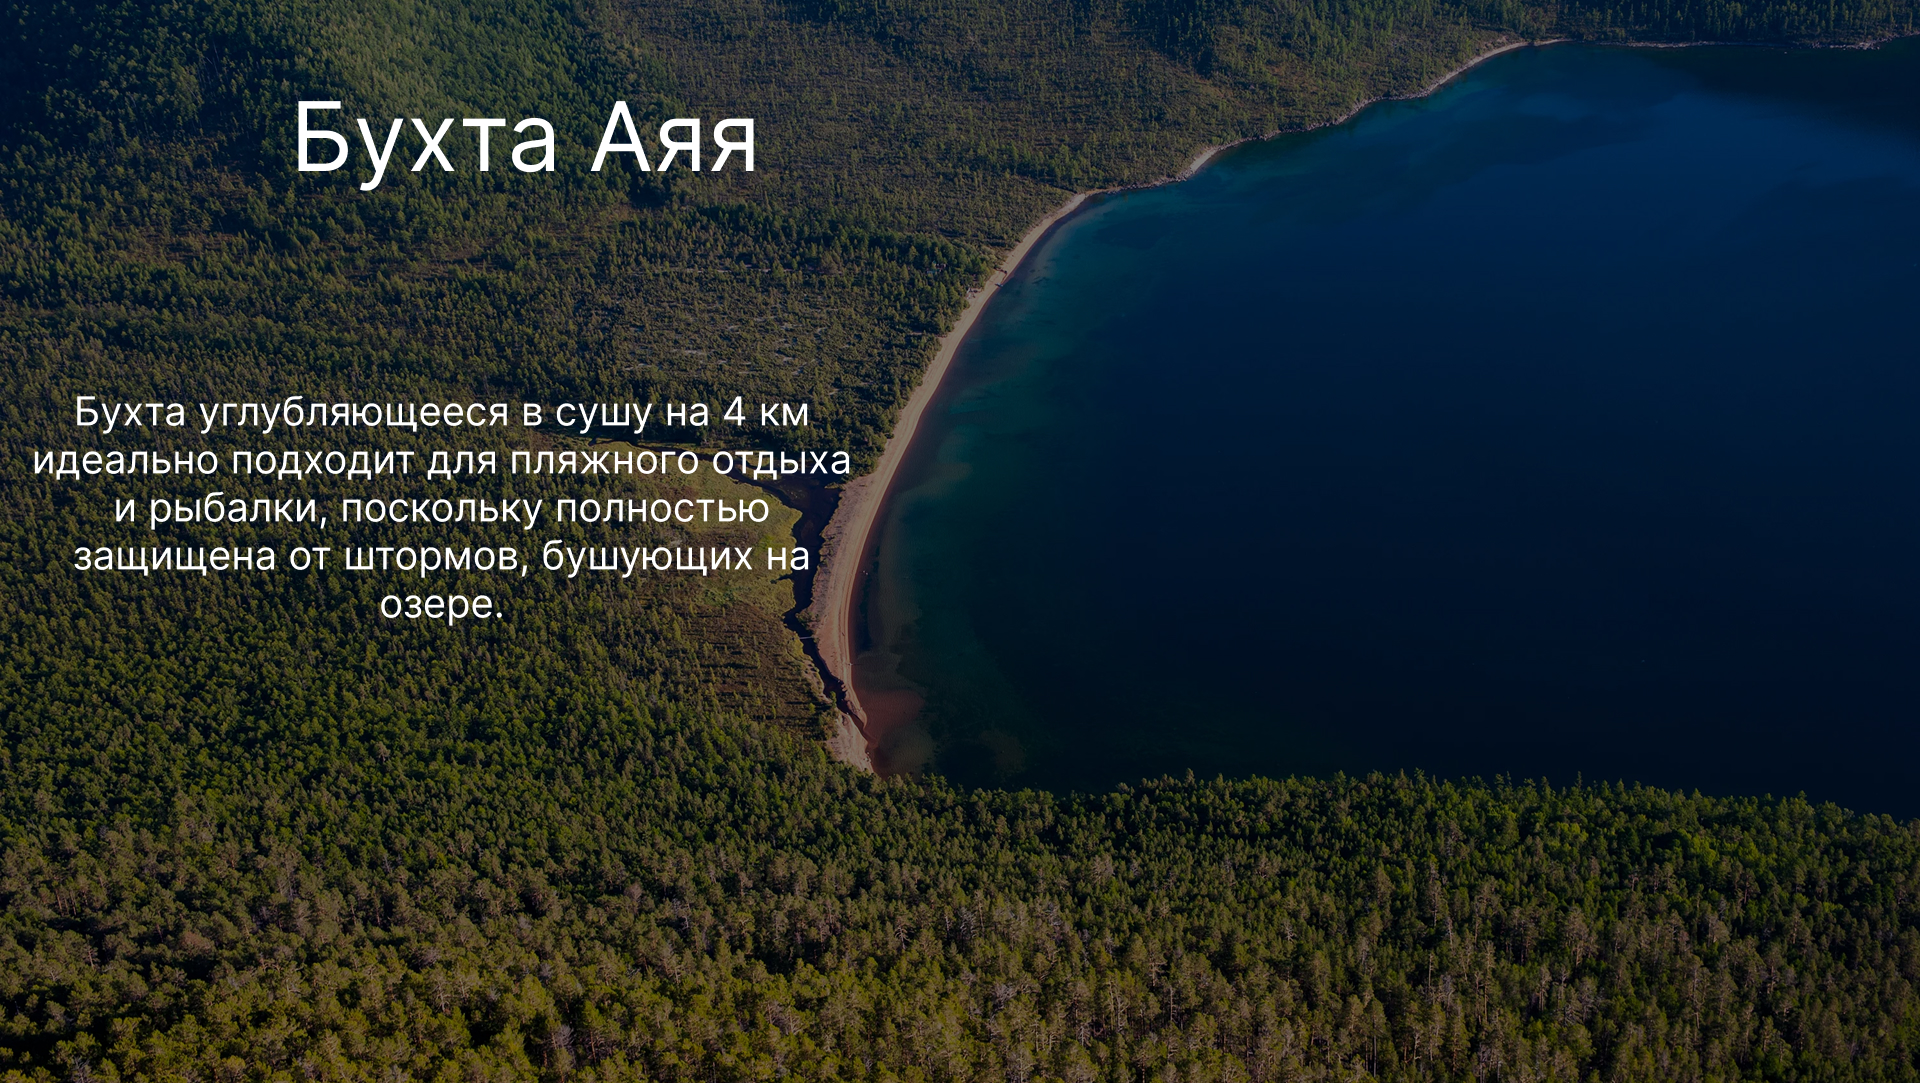 Бухта Аяя
Бухта углубляющееся в сушу на 4 км
идеально подходит для пляжного отдыха
и рыбалки, поскольку полностью
защищена от штормов, бушующих на
озере.